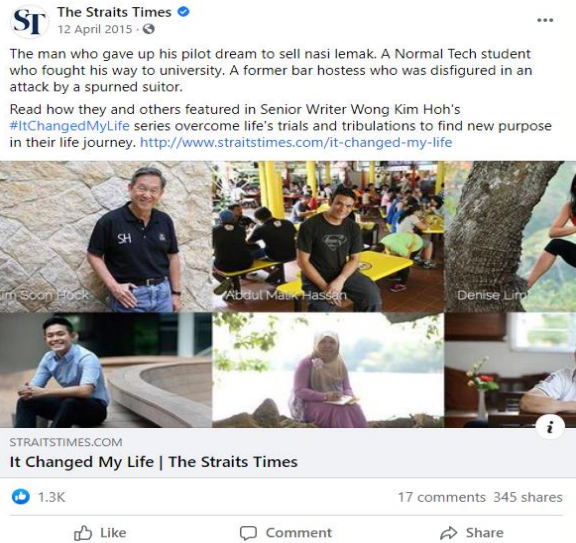 ST
The Straits Times
12 April 2015 ·
The man who gave up his pilot dream to sell nasi lemak. A Normal Tech student
who fought his way to university. A former bar hostess who was disfigured in an
attack by a spurned suitor.
Read how they and others featured in Senior Writer Wong Kim Hoh's
#ItChangedMyLife series overcome life's trials and tribulations to find new purpose
in their life journey. http://www.straitstimes.com/it-changed-my-life
SH
im Soon Hock
Abdul Malik Hassan
Denise Lim
STRAITSTIMES.COM
It Changed My Life | The Straits Times
1.3K
17 comments 345 shares
Like
Comment
Share